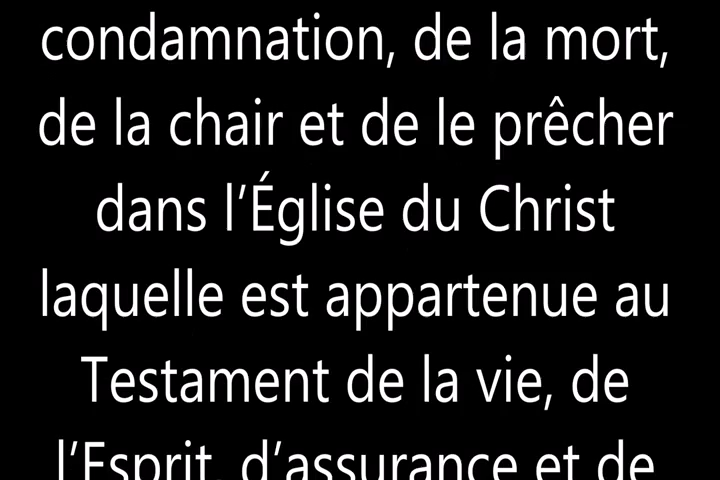 condamnation, de la mort,
de la chair et de le prêcher
dans l’Église du Christ
laquelle est appartenue au
Testament de la vie, de
l’Esprit, d’assurance et de